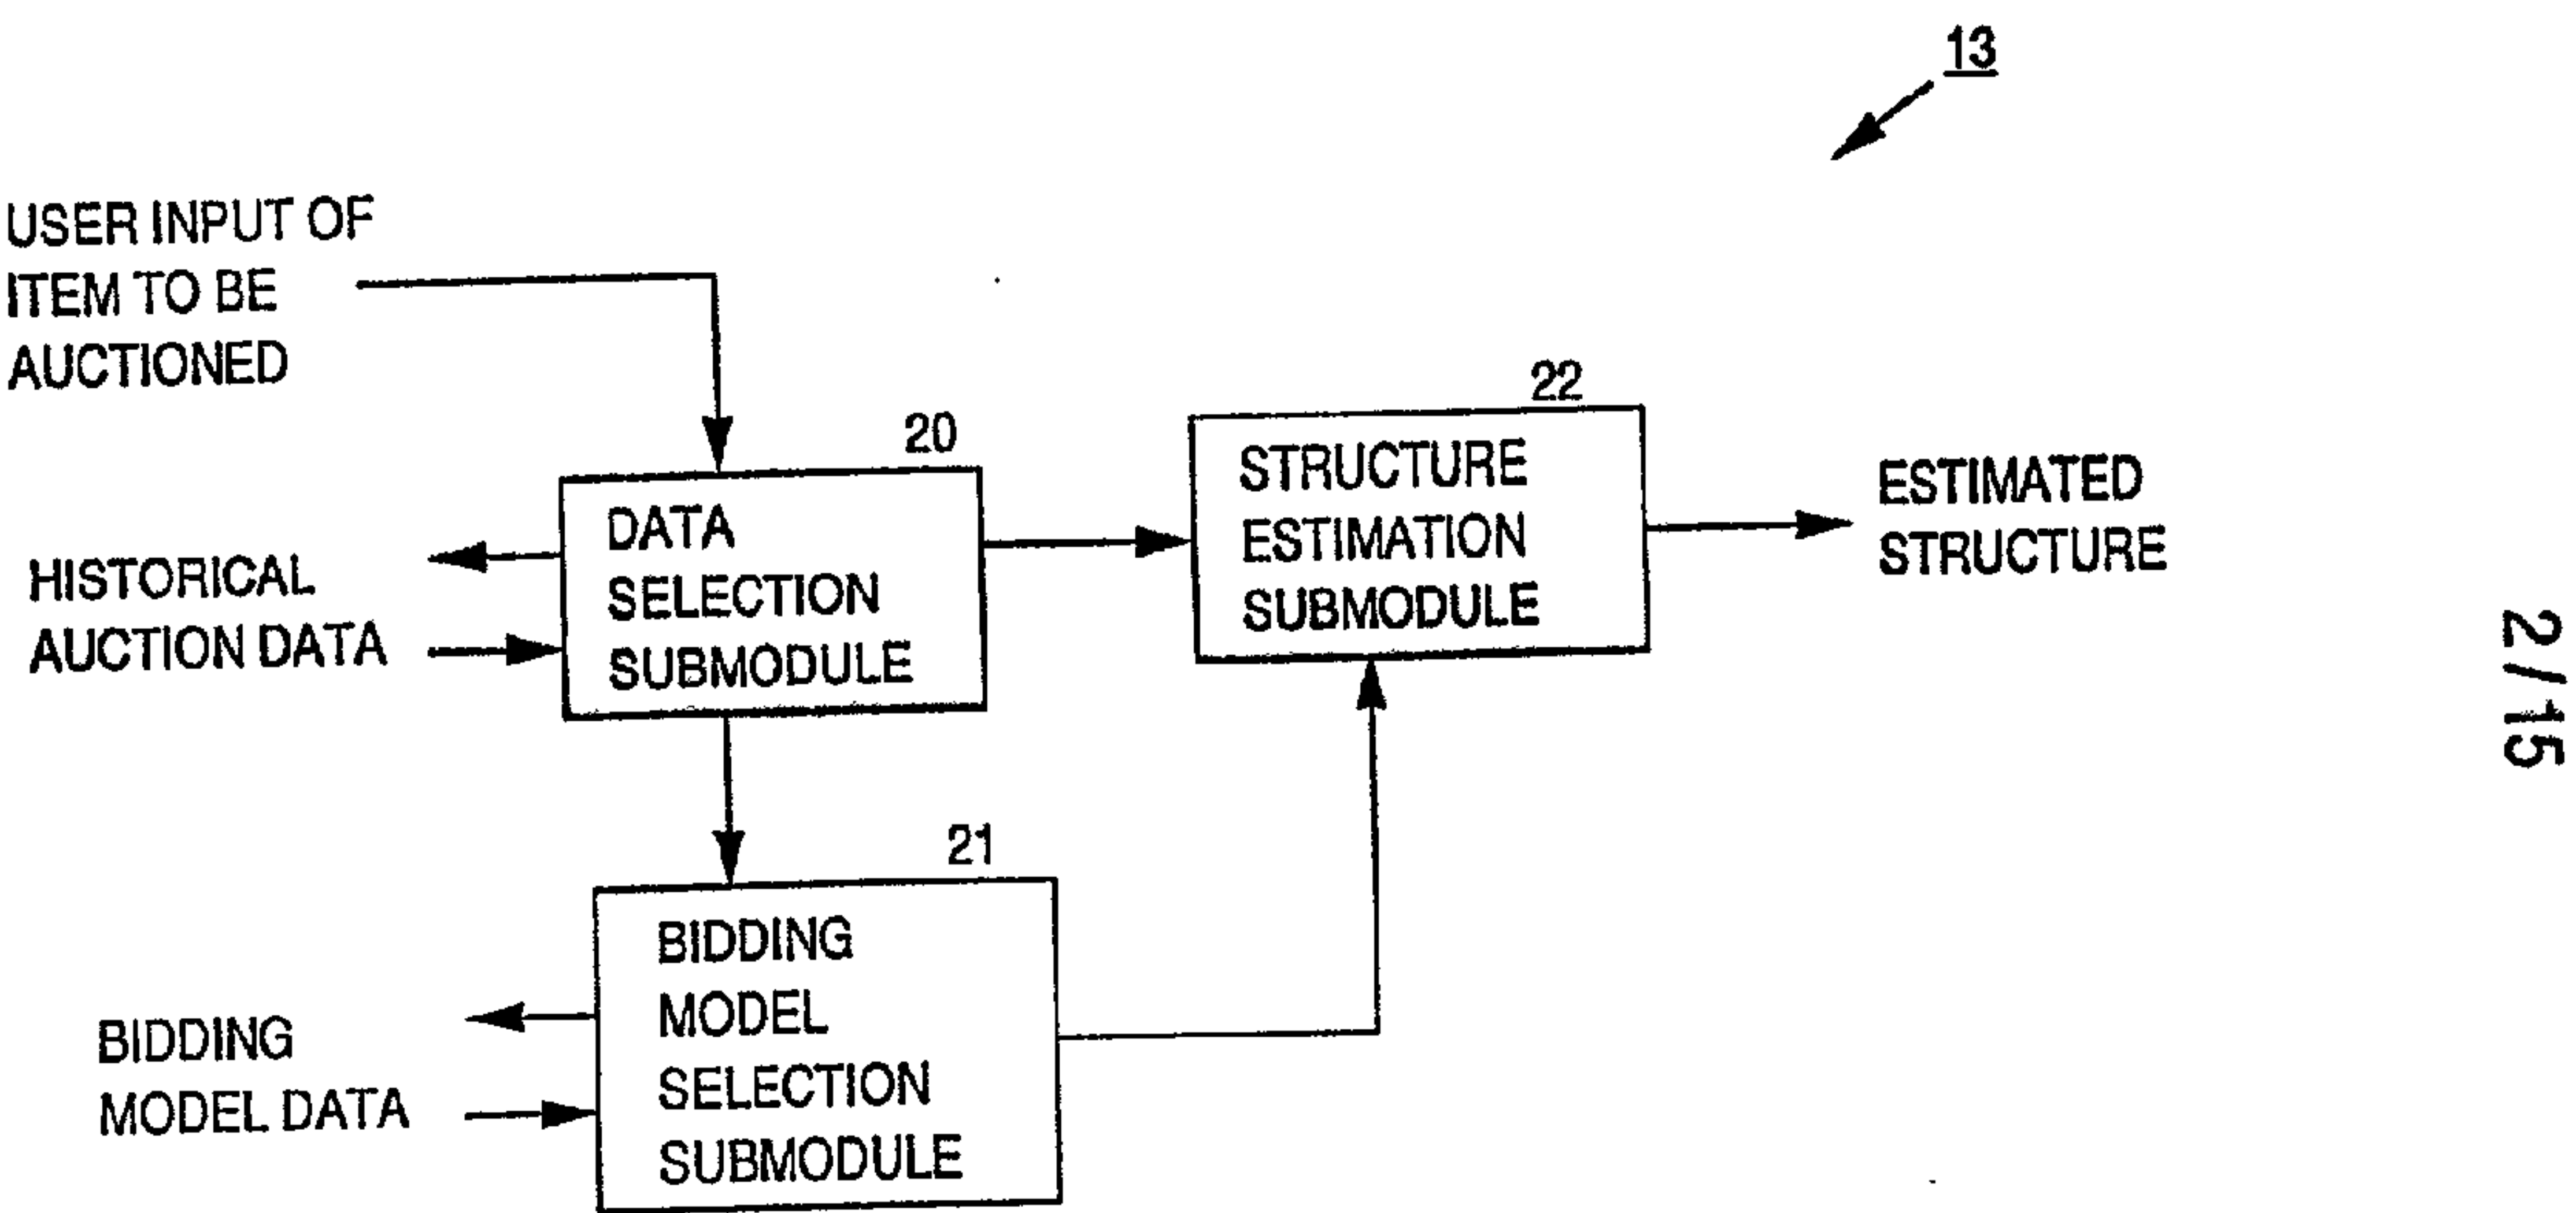 13
USER INPUT OF
ITEM TO BE
AUCTIONED
20
DATA
SELECTION
SUBMODULE
HISTORICAL
AUCTION DATA
22
STRUCTURE
ESTIMATION
SUBMODULE
ESTIMATED
STRUCTURE
21
BIDDING
MODEL
SELECTION
SUBMODULE
BIDDING
MODEL DATA
2/15